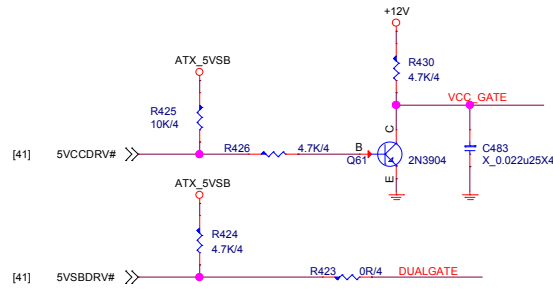 +12V
ATX_5VSB
R430
4.7K/4
VCC_GATE
R425
10K/4
C
[41] 5VCCDRV# R426 4.7K/4 B
Q61 2N3904
C483
X_0.022u25X4
E
ATX_5VSB
R424
4.7K/4
[41] 5VSBDRV# R423 0R/4 DUALGATE